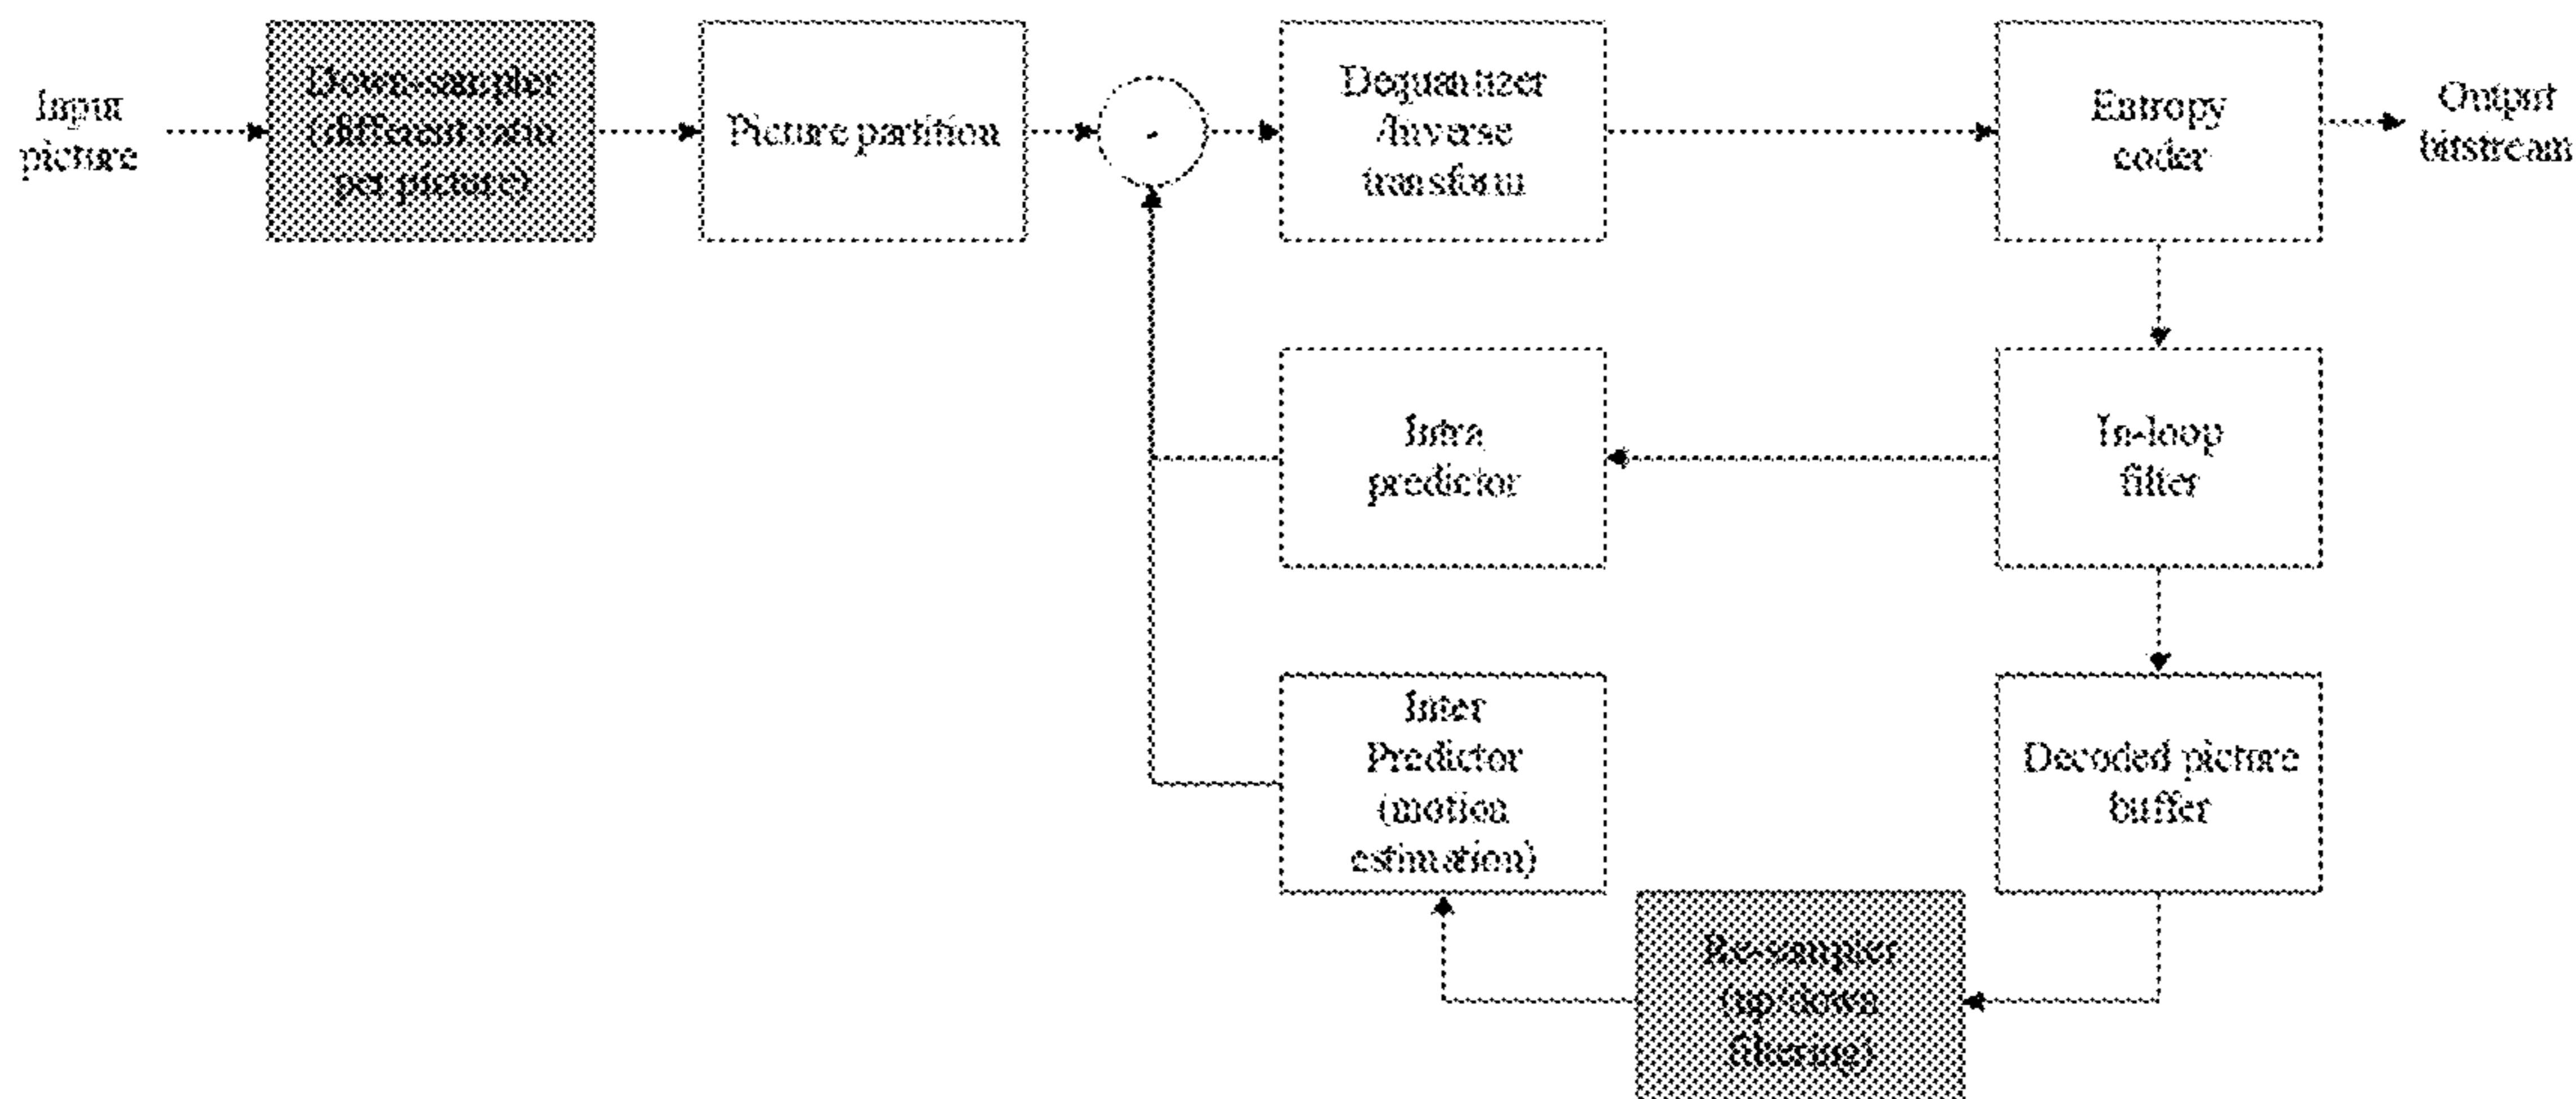 Input
picture
Down-sampler
(different ratio
per picture)
Picture partition
-
Dequantizer
/Inverse
transform
Entropy
coder
Output
bitstream
Intra
predictor
In-loop
filter
Inter
Predictor
(motion
estimation)
Decoded picture
buffer
Re-sampler
(up/down
filtering)